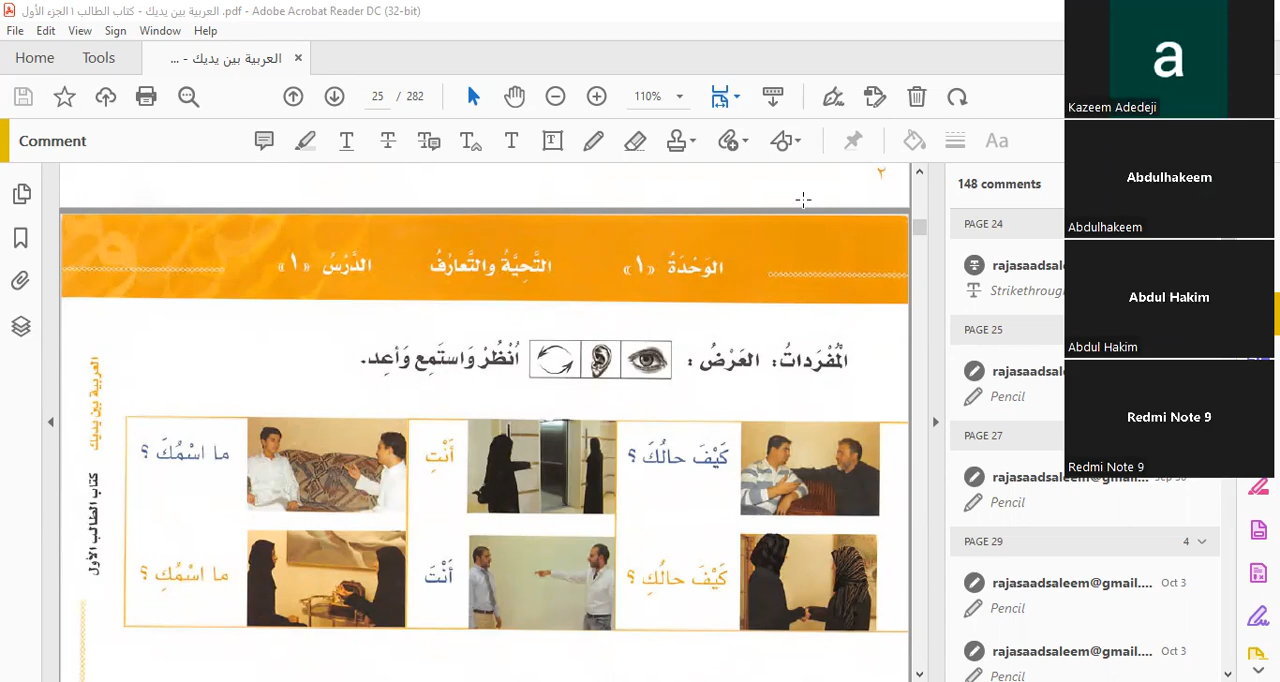 العربية بين يديك - كتاب الطالب ١ الجزء الأول .pdf - Adobe Acrobat Reader DC (32-bit)
File Edit View Sign Window Help
Home Tools العربية بين يديك - ... ×
25 / 282 110%
Comment
Aa
٢
الوَحْدَةُ «١» التَّحِيَّةُ والتَّعارُفُ الدَّرْسُ «١»
المُفْرَداتُ: العَرْضُ: اُنْظُرْ وَاستَمِع وَأعِد.
كَيْفَ حالُكَ ؟
أَنْتِ
ما اسْمُكَ ؟
كَيْفَ حالُكِ ؟
أَنْتَ
ما اسْمُكِ ؟
العربية بين يديك
كتاب الطالب الأول
148 comments
PAGE 24
rajasaadsale
Strikethroug
PAGE 25
rajasaadsale
Pencil
PAGE 27
rajasaadsaleem@gmail.... Sep 30
Pencil
PAGE 29 4
rajasaadsaleem@gmail.... Oct 3
Pencil
rajasaadsaleem@gmail.... Oct 3
Pencil
a
Kazeem Adedeji
Abdulhakeem
Abdulhakeem
Abdul Hakim
Abdul Hakim
Redmi Note 9
Redmi Note 9